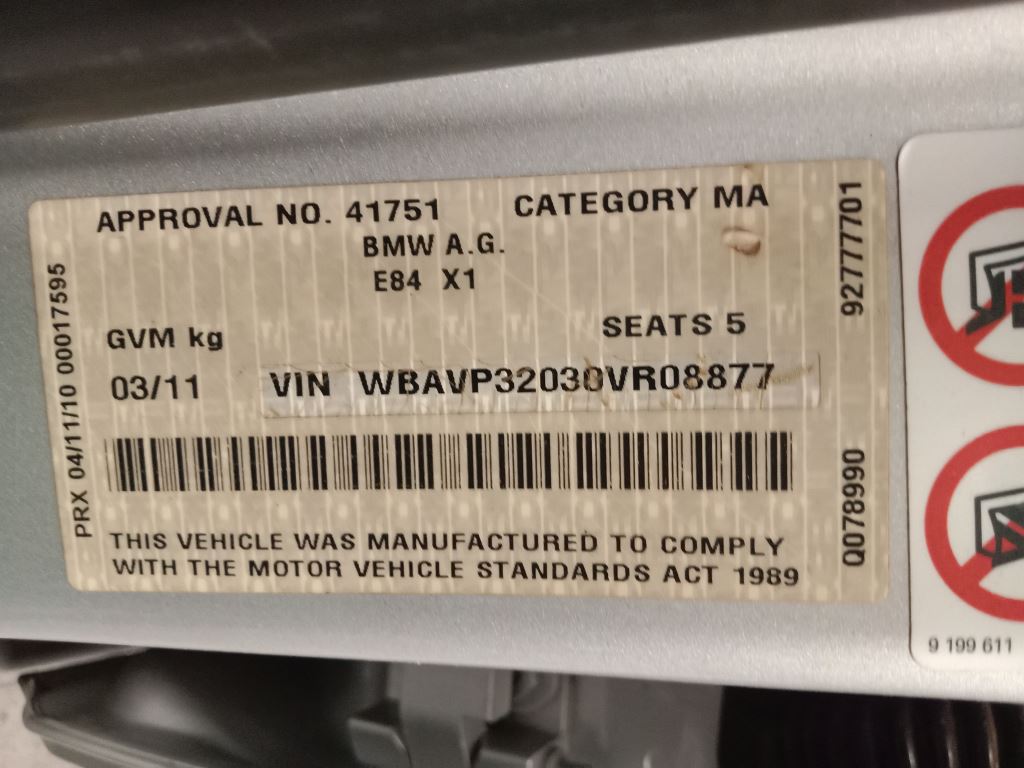 APPROVAL NO. 41751 CATEGORY MA
BMW A.G.
E84 X1
GVM kg SEATS 5
03/11 VIN WBAVP32030VR08877
THIS VEHICLE WAS MANUFACTURED TO COMPLY
WITH THE MOTOR VEHICLE STANDARDS ACT 1989
PRX 04/11/10 00017595
92777701
Q078990
9 199 611